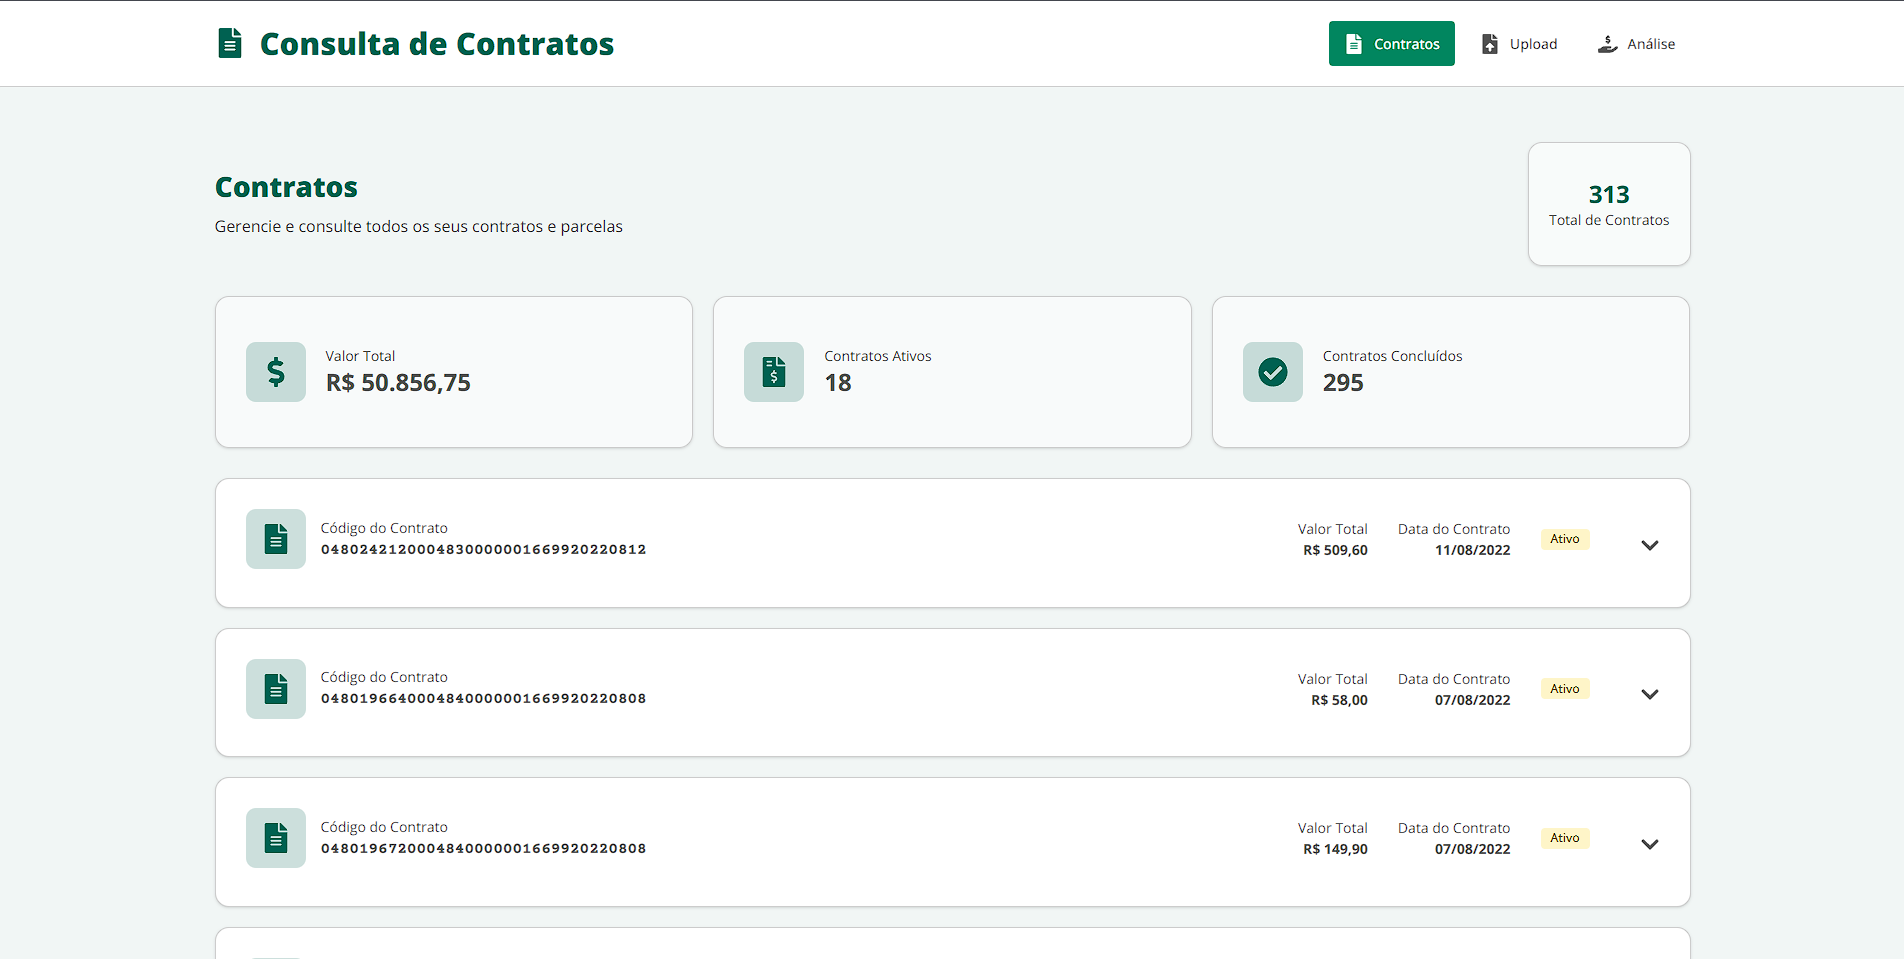 Consulta de Contratos
Contratos
Upload
Análise
Contratos
Gerencie e consulte todos os seus contratos e parcelas
313
Total de Contratos
Valor Total
R$ 50.856,75
Contratos Ativos
18
Contratos Concluídos
295
Código do Contrato
0480242120004830000001669920220812
Valor Total
R$ 509,60
Data do Contrato
11/08/2022
Ativo
Código do Contrato
0480196640004840000001669920220808
Valor Total
R$ 58,00
Data do Contrato
07/08/2022
Ativo
Código do Contrato
0480196720004840000001669920220808
Valor Total
R$ 149,90
Data do Contrato
07/08/2022
Ativo